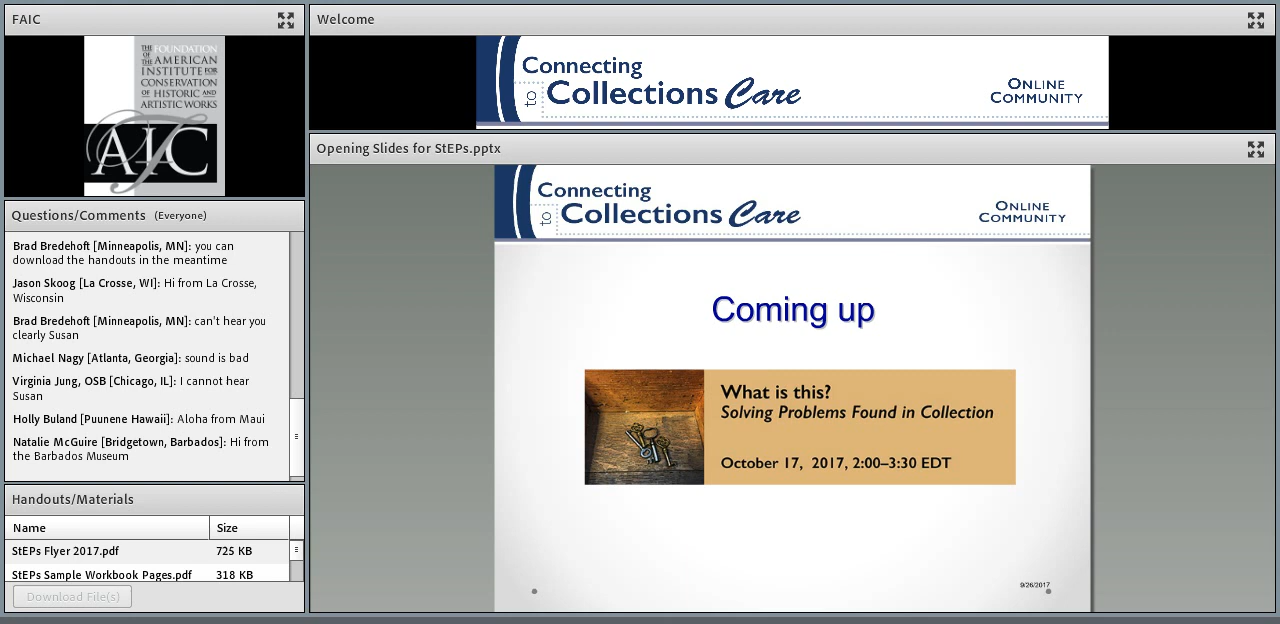 FAIC
THE FOUNDATION
OF THE AMERICAN
INSTITUTE FOR
CONSERVATION
OF HISTORIC AND
ARTISTIC WORKS
FAIC
Questions/Comments (Everyone)
Brad Bredehoft [Minneapolis, MN]: you can
download the handouts in the meantime
Jason Skoog [La Crosse, WI]: Hi from La Crosse,
Wisconsin
Brad Bredehoft [Minneapolis, MN]: can't hear you
clearly Susan
Michael Nagy [Atlanta, Georgia]: sound is bad
Virginia Jung, OSB [Chicago, IL]: I cannot hear
Susan
Holly Buland [Puunene Hawaii]: Aloha from Maui
Natalie McGuire [Bridgetown, Barbados]: Hi from
the Barbados Museum
Handouts/Materials
Name Size
StEPs Flyer 2017.pdf 725 KB
StEPs Sample Workbook Pages.pdf 318 KB
Download File(s)
Welcome
Connecting
to Collections Care
ONLINE
COMMUNITY
Opening Slides for StEPs.pptx
Connecting
to Collections Care
ONLINE
COMMUNITY
Coming up
What is this?
Solving Problems Found in Collection
October 17, 2017, 2:00–3:30 EDT
9/26/2017